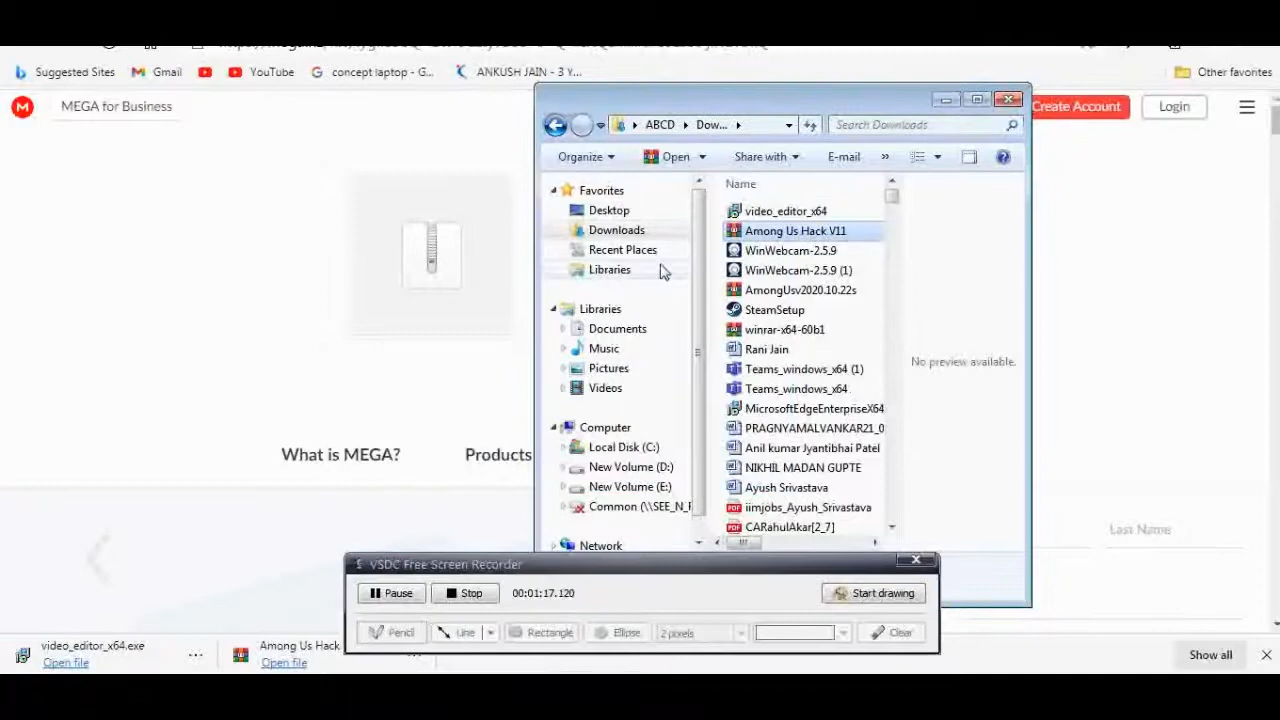 Suggested Sites Gmail YouTube concept laptop - G... ANKUSH JAIN - 3 Y... Other favorites
MEGA for Business
Create Account Login
ABCD Dow... Search Downloads
Organize Open Share with E-mail »
Favorites
Desktop
Downloads
Recent Places
Libraries
Libraries
Documents
Music
Pictures
Videos
Computer
Local Disk (C:)
New Volume (D:)
New Volume (E:)
Common (\\SEE_N_F
Network
Name
video_editor_x64
Among Us Hack V11
WinWebcam-2.5.9
WinWebcam-2.5.9 (1)
AmongUsv2020.10.22s
SteamSetup
winrar-x64-60b1
Rani Jain
Teams_windows_x64 (1)
Teams_windows_x64
MicrosoftEdgeEnterpriseX64
PRAGNYAMALVANKAR21_0
Anil kumar Jyantibhai Patel
NIKHIL MADAN GUPTE
Ayush Srivastava
iimjobs_Ayush_Srivastava
CARahulAkar[2_7]
No preview available.
What is MEGA? Products
Last Name
VSDC Free Screen Recorder
Pause Stop 00:01:17.120 Start drawing
Pencil Line Rectangle Ellipse 2 pixels Clear
video_editor_x64.exe
Open file
Among Us Hack
Open file
Show all